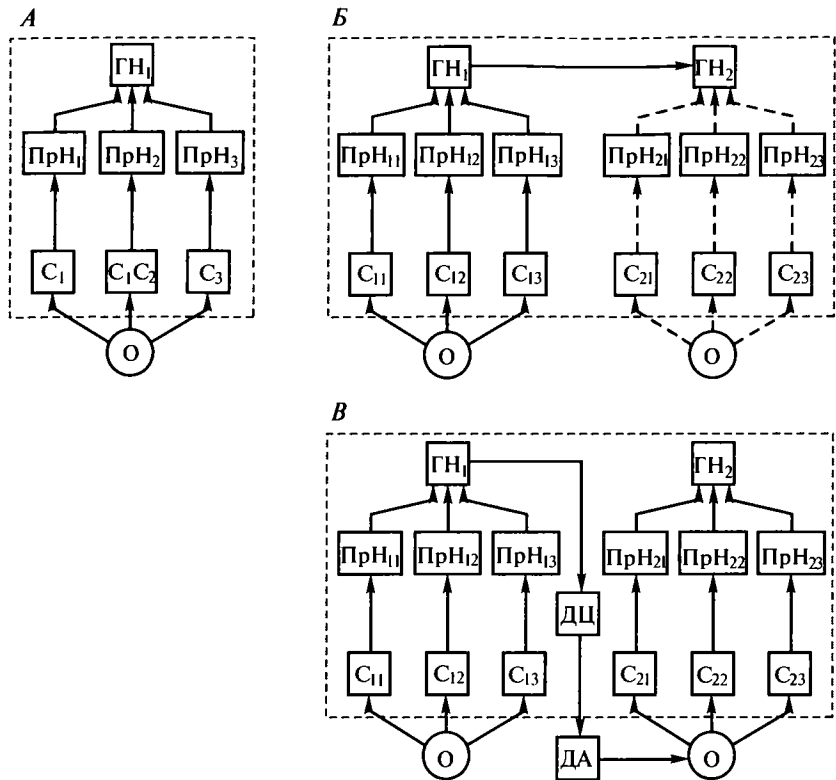 А Б
ГН₁ ГН₁ ГН₂
ПрН₁ ПрН₂ ПрН₃ ПрН₁₁ ПрН₁₂ ПрН₁₃ ПрН₂₁ ПрН₂₂ ПрН₂₃
С₁ С₁С₂ С₃ С₁₁ С₁₂ С₁₃ С₂₁ С₂₂ С₂₃
О О О
В
ГН₁ ГН₂
ПрН₁₁ ПрН₁₂ ПрН₁₃ ПрН₂₁ ПрН₂₂ ПрН₂₃
ДЦ
С₁₁ С₁₂ С₁₃ С₂₁ С₂₂ С₂₃
О ДА О